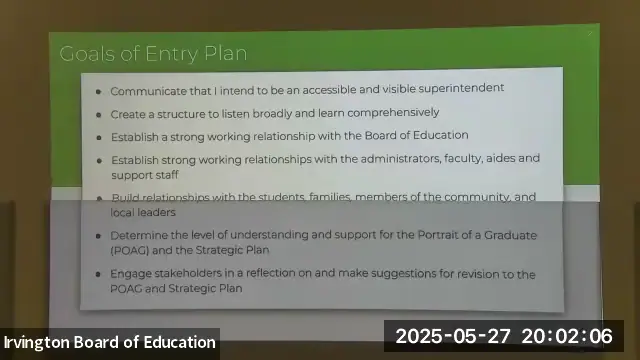 Goals of Entry Plan
• Communicate that I intend to be an accessible and visible superintendent
• Create a structure to listen broadly and learn comprehensively
• Establish a strong working relationship with the Board of Education
• Establish strong working relationships with the administrators, faculty, aides and
support staff
• Build relationships with the students, families, members of the community, and
local leaders
• Determine the level of understanding and support for the Portrait of a Graduate
(POAG) and the Strategic Plan
• Engage stakeholders in a reflection on and make suggestions for revision to the
POAG and Strategic Plan
Irvington Board of Education
2025-05-27 20:02:06